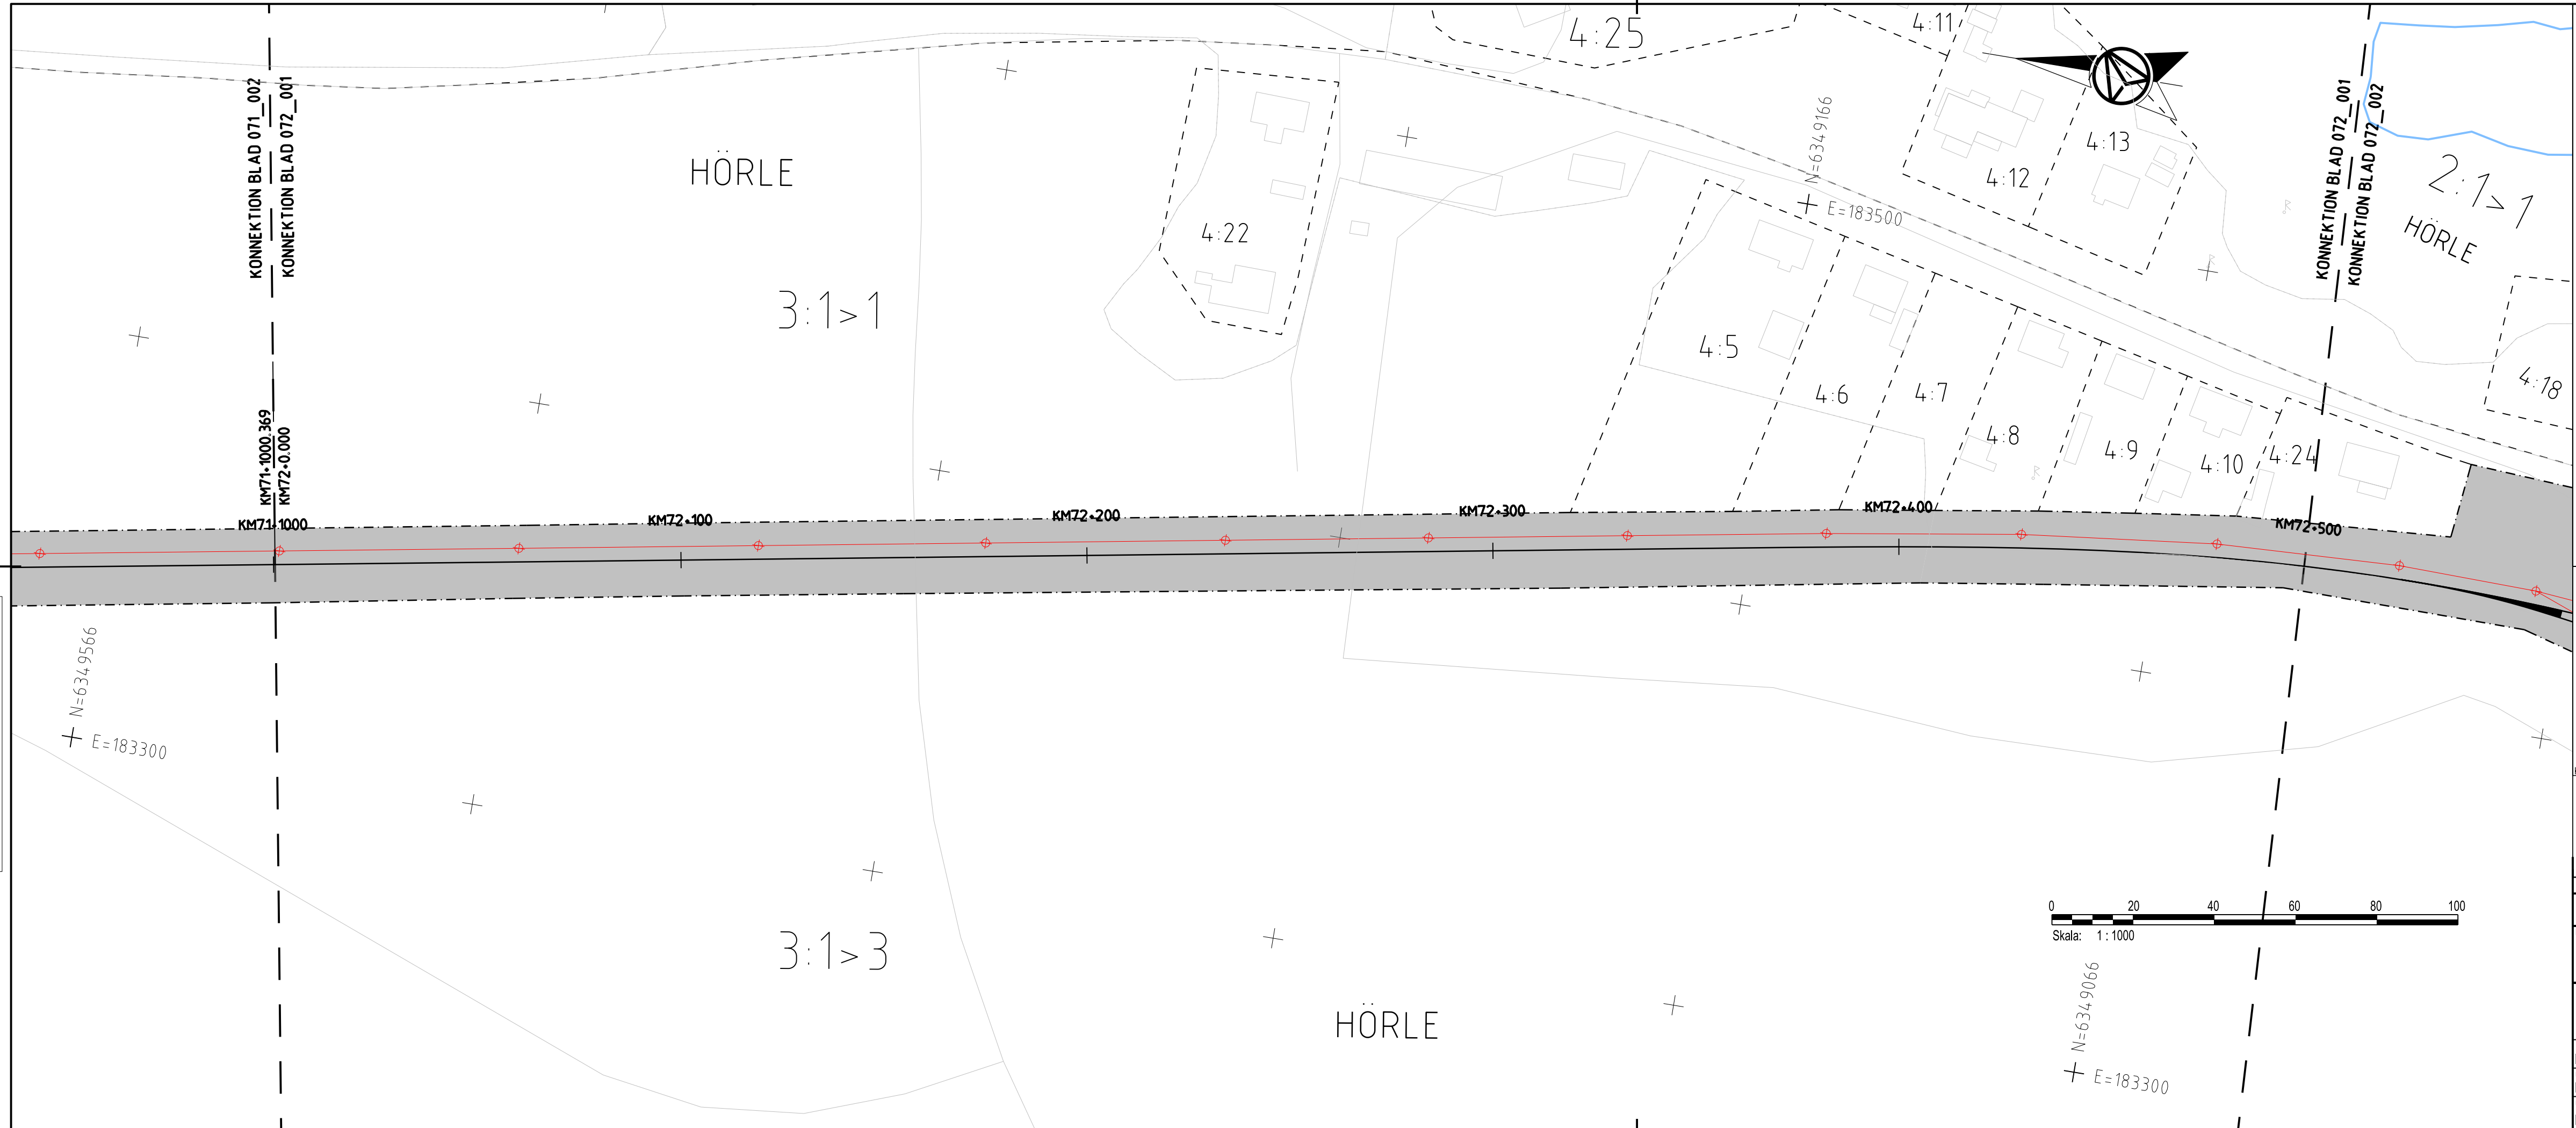 4:25
4:11
KONNEKTION BLAD 071_002
KONNEKTION BLAD 072_001
HÖRLE
N=6349166
E=183500
4:12
4:13
KONNEKTION BLAD 072_001
KONNEKTION BLAD 072_002
2:1>1
HÖRLE
4:22
3:1>1
4:5
4:6
4:7
4:8
4:9
4:10
4:24
4:18
KM71+1000.369
KM72+0.000
KM71+1000
KM72+100
KM72+200
KM72+300
KM72+400
KM72+500
N=6349566
E=183300
3:1>3
HÖRLE
0 20 40 60 80 100
Skala: 1 : 1000
N=6349066
E=183300